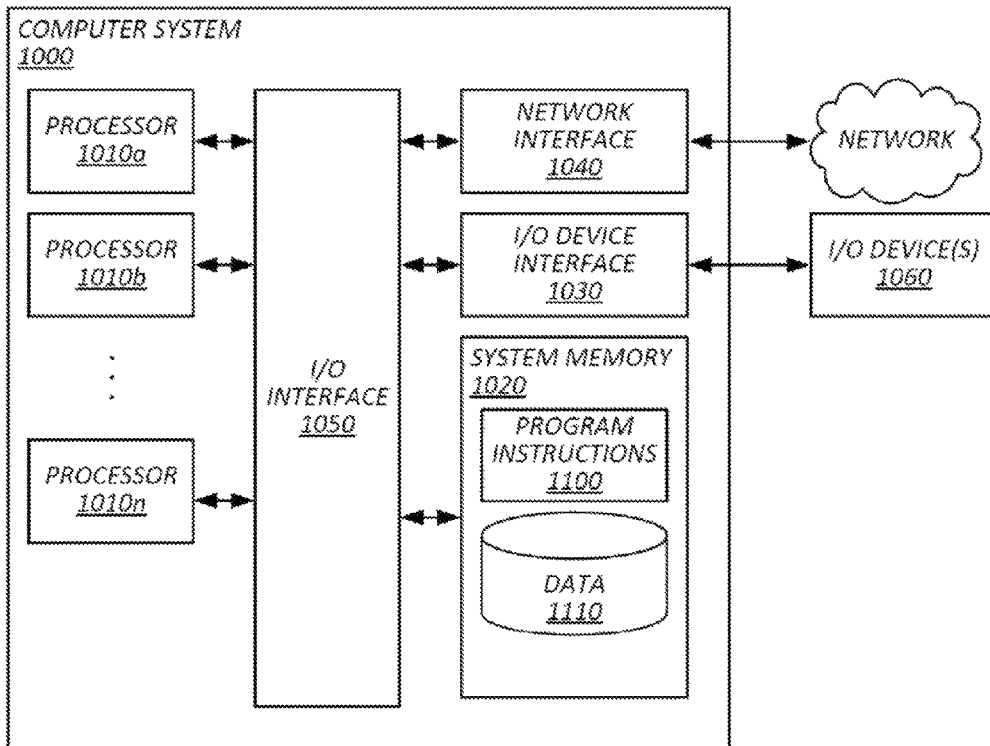 COMPUTER SYSTEM
1000
PROCESSOR
1010a
PROCESSOR
1010b
PROCESSOR
1010n
I/O
INTERFACE
1050
NETWORK
INTERFACE
1040
I/O DEVICE
INTERFACE
1030
SYSTEM MEMORY
1020
PROGRAM
INSTRUCTIONS
1100
DATA
1110
NETWORK
I/O DEVICE(S)
1060